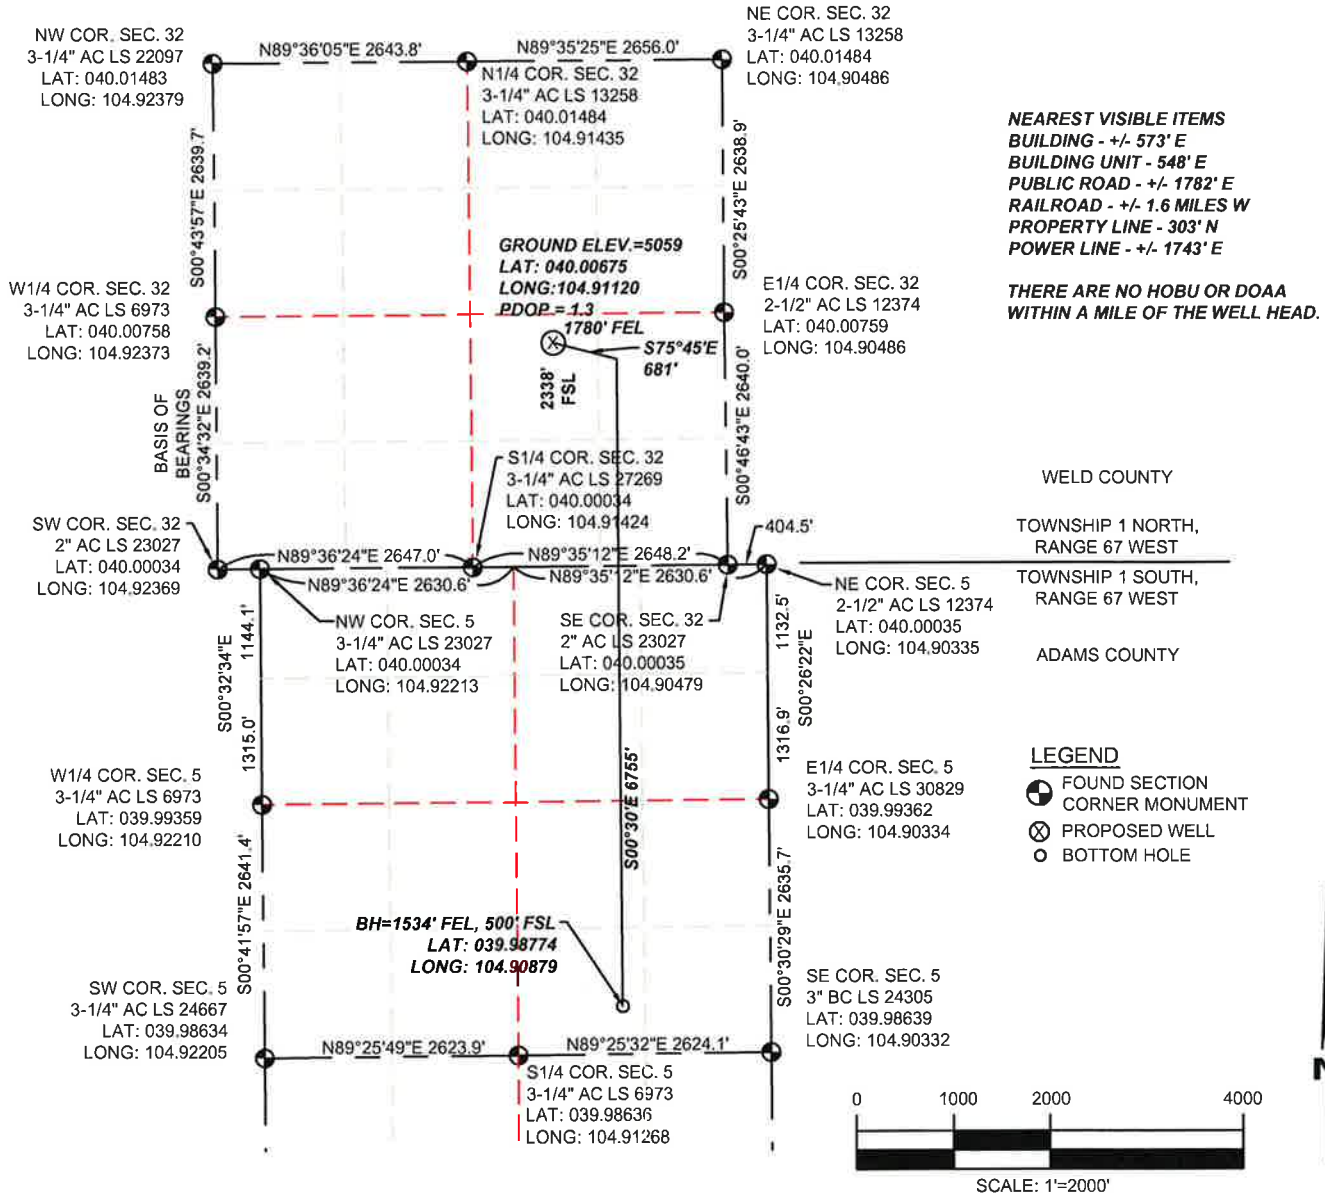 NW COR. SEC. 32
3-1/4" AC LS 22097
LAT: 040.01483
LONG: 104.92379
N89°36'05"E 2643.8'
N89°35'25"E 2656.0'
NE COR. SEC. 32
3-1/4" AC LS 13258
LAT: 040.01484
LONG: 104.90486
N1/4 COR. SEC. 32
3-1/4" AC LS 13258
LAT: 040.01484
LONG: 104.91435
NEAREST VISIBLE ITEMS
BUILDING - +/- 573' E
BUILDING UNIT - 548' E
PUBLIC ROAD - +/- 1782' E
RAILROAD - +/- 1.6 MILES W
PROPERTY LINE - 303' N
POWER LINE - +/- 1743' E
THERE ARE NO HOBU OR DOAA
WITHIN A MILE OF THE WELL HEAD.
S00°43'57"E 2639.7'
S00°25'43"E 2638.9'
GROUND ELEV.=5059
LAT: 040.00675
LONG:104.91120
PDOP = 1.3
W1/4 COR. SEC. 32
3-1/4" AC LS 6973
LAT: 040.00758
LONG: 104.92373
E1/4 COR. SEC. 32
2-1/2" AC LS 12374
LAT: 040.00759
LONG: 104.90486
1780' FEL
S75°45'E
681'
2338'
FSL
BASIS OF
BEARINGS
S00°34'32"E 2639.2'
S00°46'43"E 2640.0'
S1/4 COR. SEC. 32
3-1/4" AC LS 27269
LAT: 040.00034
LONG: 104.91424
WELD COUNTY
TOWNSHIP 1 NORTH,
RANGE 67 WEST
TOWNSHIP 1 SOUTH,
RANGE 67 WEST
ADAMS COUNTY
SW COR. SEC. 32
2" AC LS 23027
LAT: 040.00034
LONG: 104.92369
404.5'
N89°36'24"E 2647.0'
N89°35'12"E 2648.2'
N89°36'24"E 2630.6'
N89°35'12"E 2630.6'
NE COR. SEC. 5
2-1/2" AC LS 12374
LAT: 040.00035
LONG: 104.90335
NW COR. SEC. 5
3-1/4" AC LS 23027
LAT: 040.00034
LONG: 104.92213
SE COR. SEC. 32
2" AC LS 23027
LAT: 040.00035
LONG: 104.90479
S00°32'34"E
1144.1'
1315.0'
1132.5'
S00°26'22"E
1316.9'
S00°30'E 6755'
W1/4 COR. SEC. 5
3-1/4" AC LS 6973
LAT: 039.99359
LONG: 104.92210
E1/4 COR. SEC. 5
3-1/4" AC LS 30829
LAT: 039.99362
LONG: 104.90334
LEGEND
FOUND SECTION
CORNER MONUMENT
PROPOSED WELL
BOTTOM HOLE
S00°41'57"E 2641.4'
S00°30'29"E 2635.7'
BH=1534' FEL, 500' FSL
LAT: 039.98774
LONG: 104.90879
SW COR. SEC. 5
3-1/4" AC LS 24667
LAT: 039.98634
LONG: 104.92205
SE COR. SEC. 5
3" BC LS 24305
LAT: 039.98639
LONG: 104.90332
N89°25'49"E 2623.9'
N89°25'32"E 2624.1'
S1/4 COR. SEC. 5
3-1/4" AC LS 6973
LAT: 039.98636
LONG: 104.91268
N
0 1000 2000 4000
SCALE: 1'=2000'